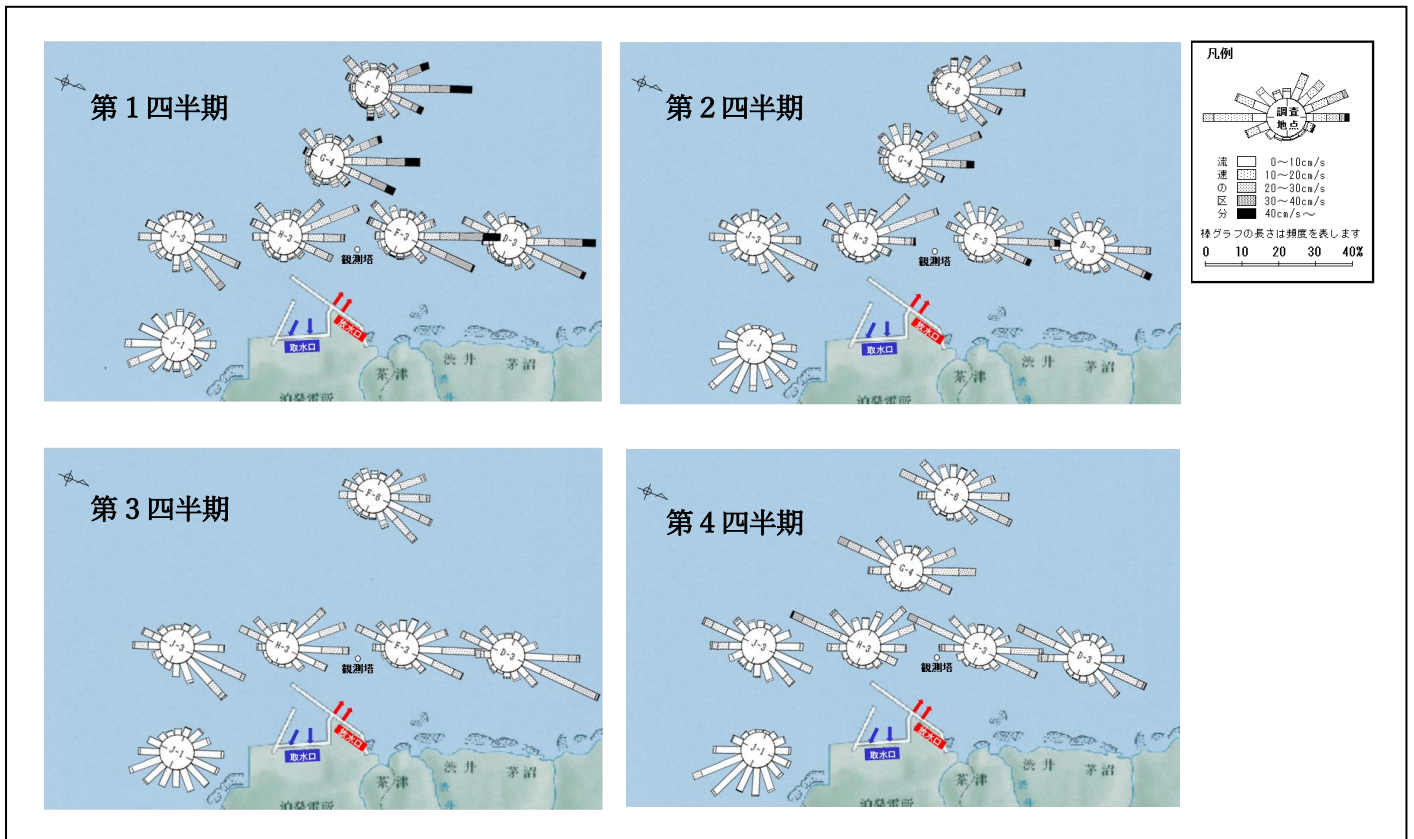 第１四半期
F-6
G-4
J-3
H-3
F-3
D-3
観測塔
J-1
放水口
取水口
渋井
茅沼
茶津
泊発電所
第２四半期
F-6
G-4
J-3
H-3
F-3
D-3
観測塔
J-1
放水口
取水口
渋井
茅沼
茶津
泊発電所
凡例
調査
地点
流速の区分
0～10cm/s
10～20cm/s
20～30cm/s
30～40cm/s
40cm/s～
棒グラフの長さは頻度を表します
0 10 20 30 40%
第３四半期
F-6
J-3
H-3
F-3
D-3
観測塔
J-1
放水口
取水口
渋井
茅沼
茶津
泊発電所
第４四半期
F-6
G-4
J-3
H-3
F-3
D-3
観測塔
J-1
放水口
取水口
渋井
茅沼
茶津
泊発電所